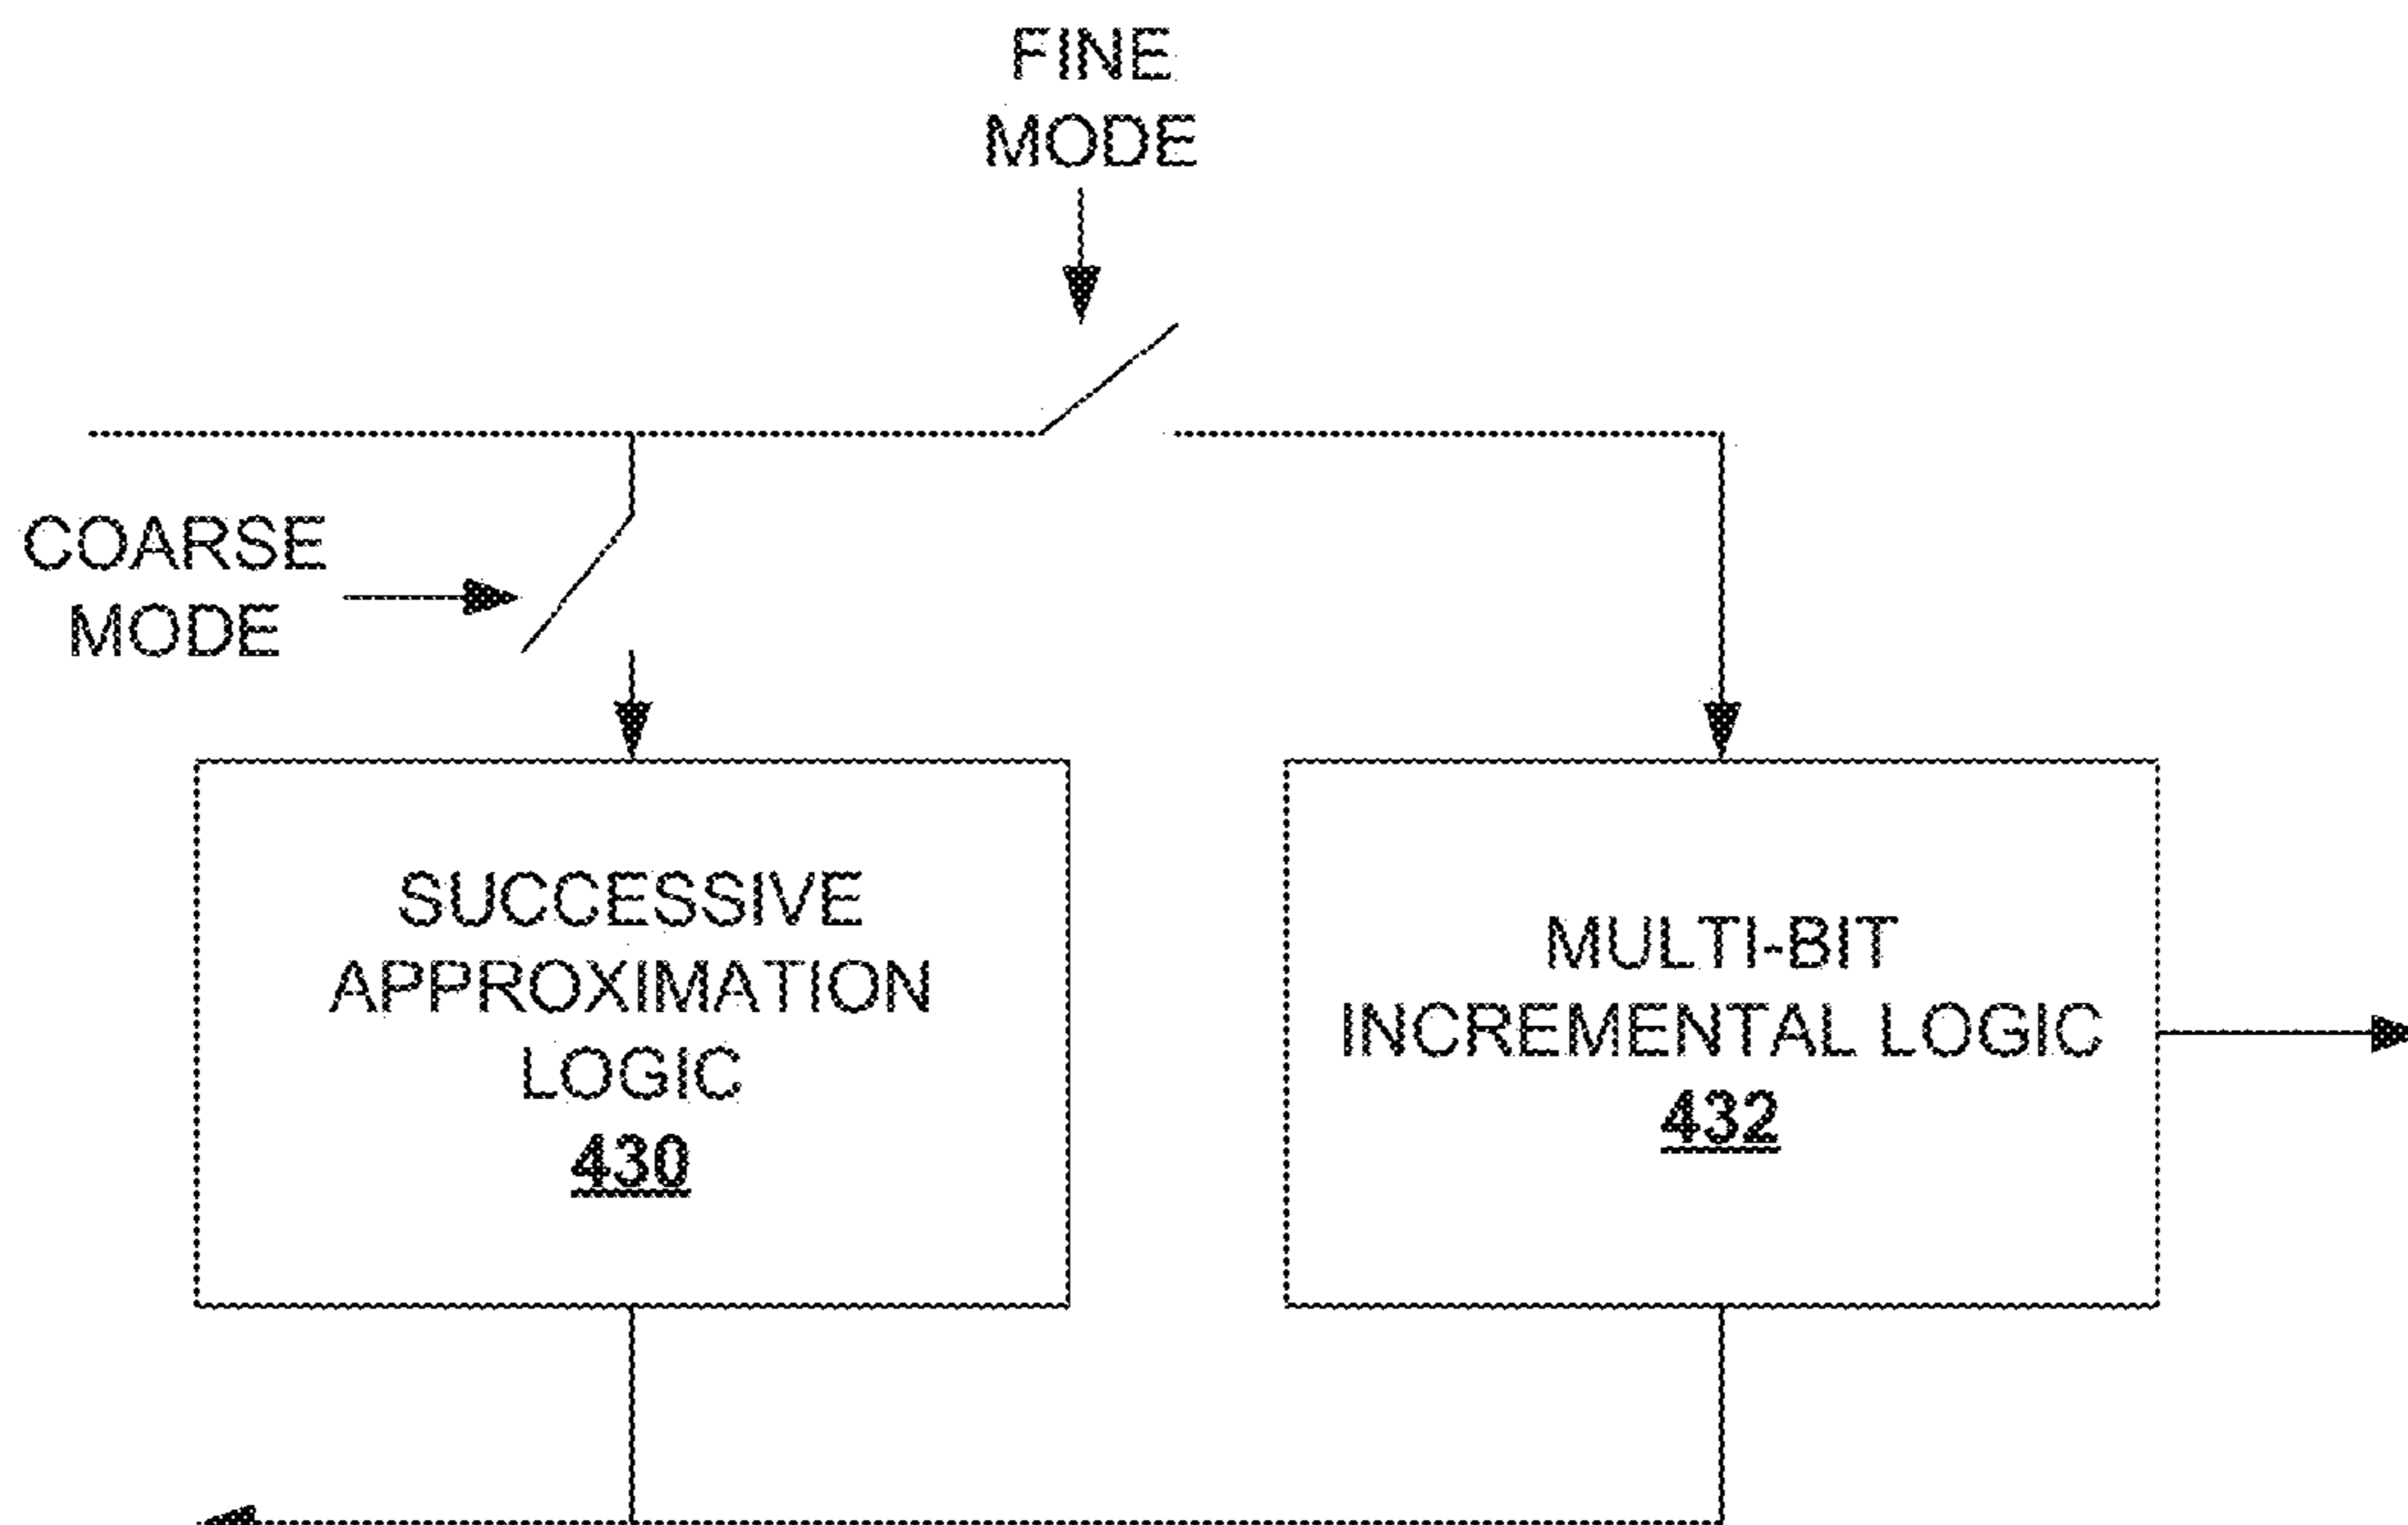 FINE
MODE
COARSE
MODE
SUCCESSIVE
APPROXIMATION
LOGIC
430
MULTI-BIT
INCREMENTAL LOGIC
432